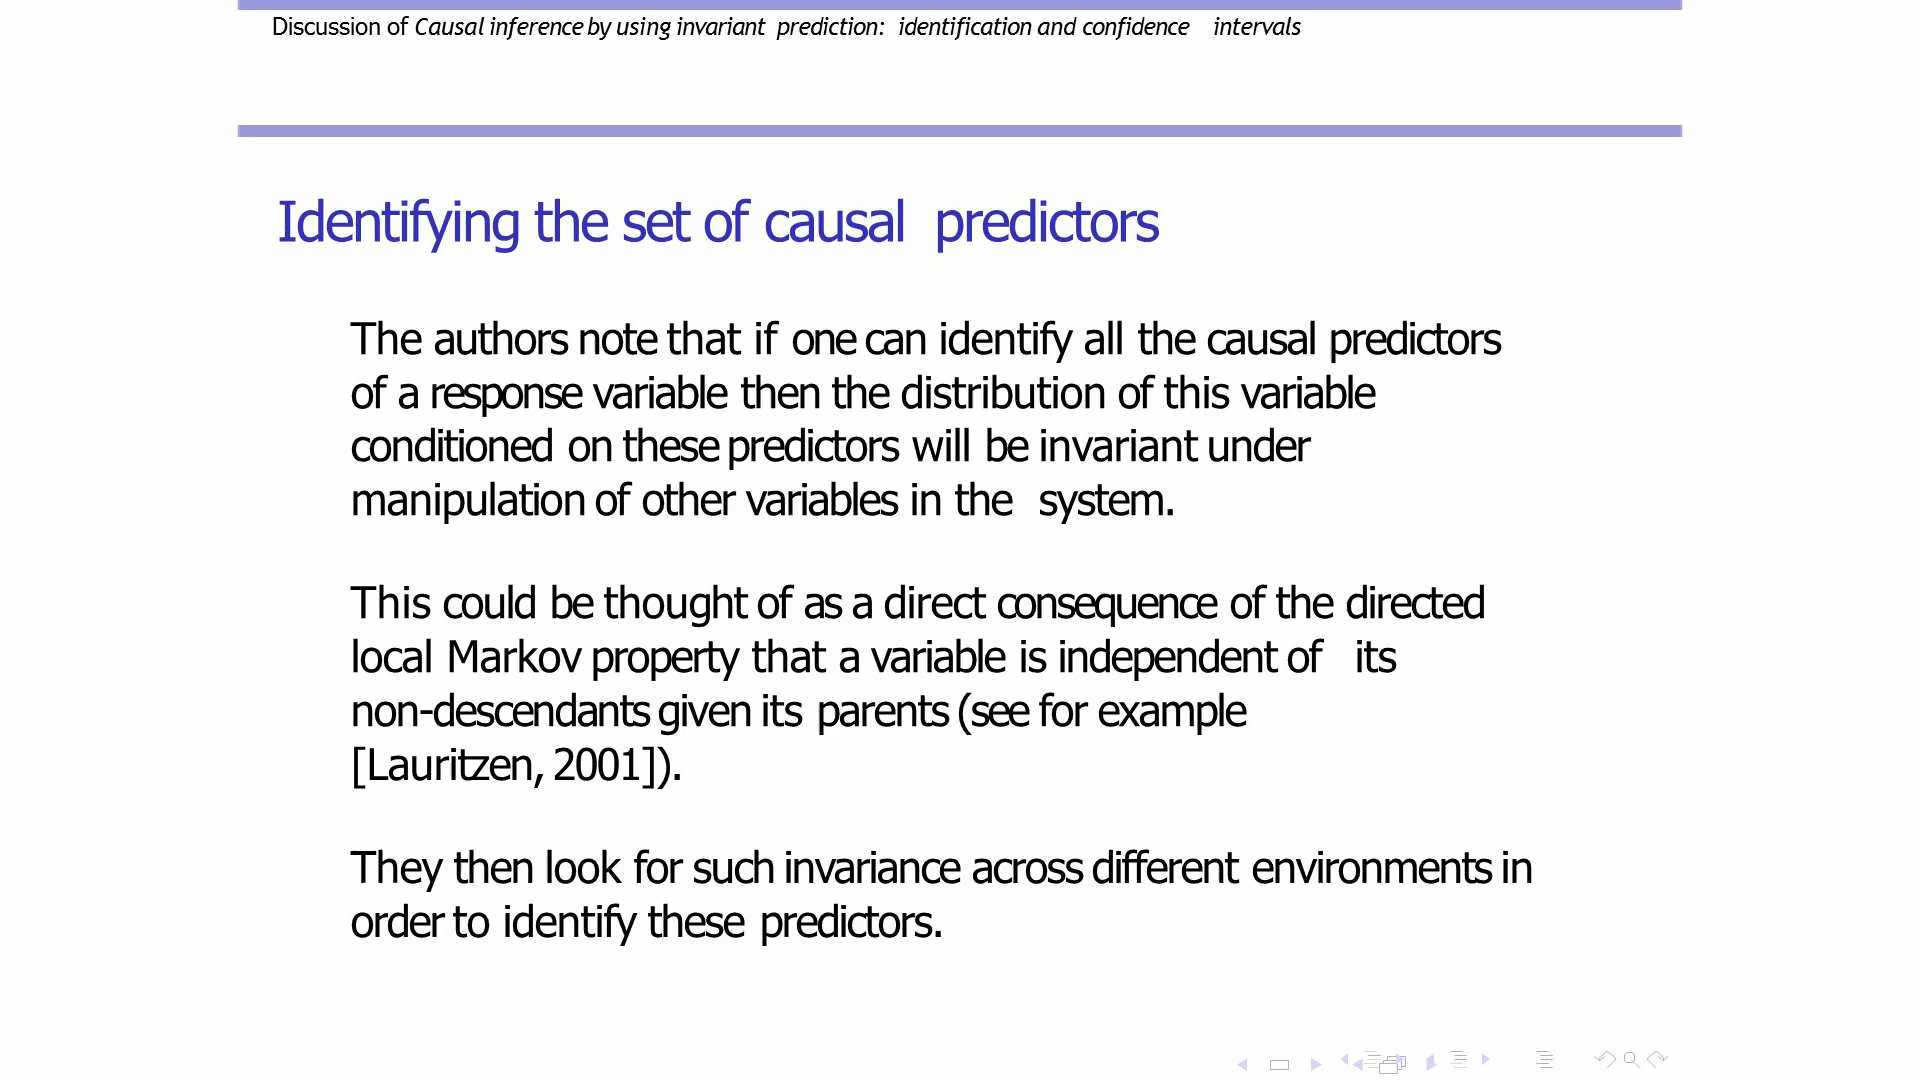 Discussion of Causal inference by using invariant prediction: identification and confidence intervals
Identifying the set of causal predictors
The authors note that if one can identify all the causal predictors
of a response variable then the distribution of this variable
conditioned on these predictors will be invariant under
manipulation of other variables in the system.
This could be thought of as a direct consequence of the directed
local Markov property that a variable is independent of its
non-descendants given its parents (see for example
[Lauritzen, 2001]).
They then look for such invariance across different environments in
order to identify these predictors.